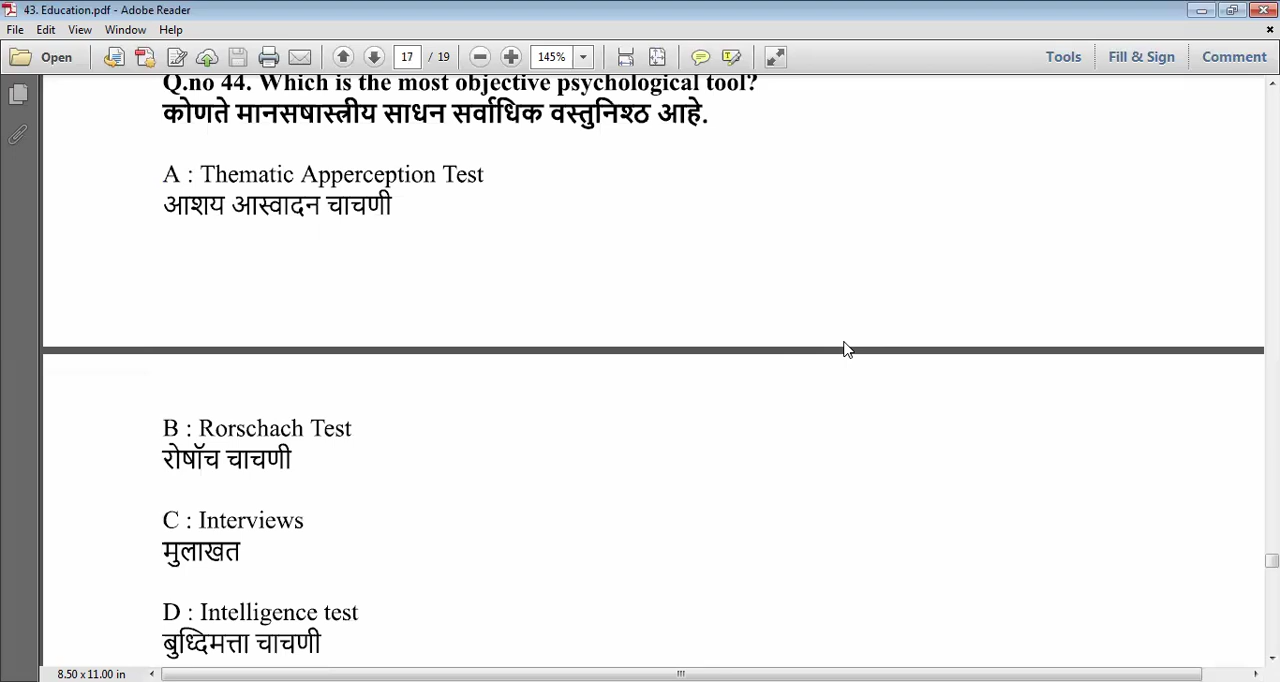 43. Education.pdf - Adobe Reader
File Edit View Window Help
Open 17 / 19 145% Tools Fill & Sign Comment
Q.no 44. Which is the most objective psychological tool?
कोणते मानसषास्त्रीय साधन सर्वाधिक वस्तुनिश्ठ आहे.
A : Thematic Apperception Test
आशय आस्वादन चाचणी
B : Rorschach Test
रोषॉच चाचणी
C : Interviews
मुलाखत
D : Intelligence test
बुध्दिमत्ता चाचणी
8.50 x 11.00 in